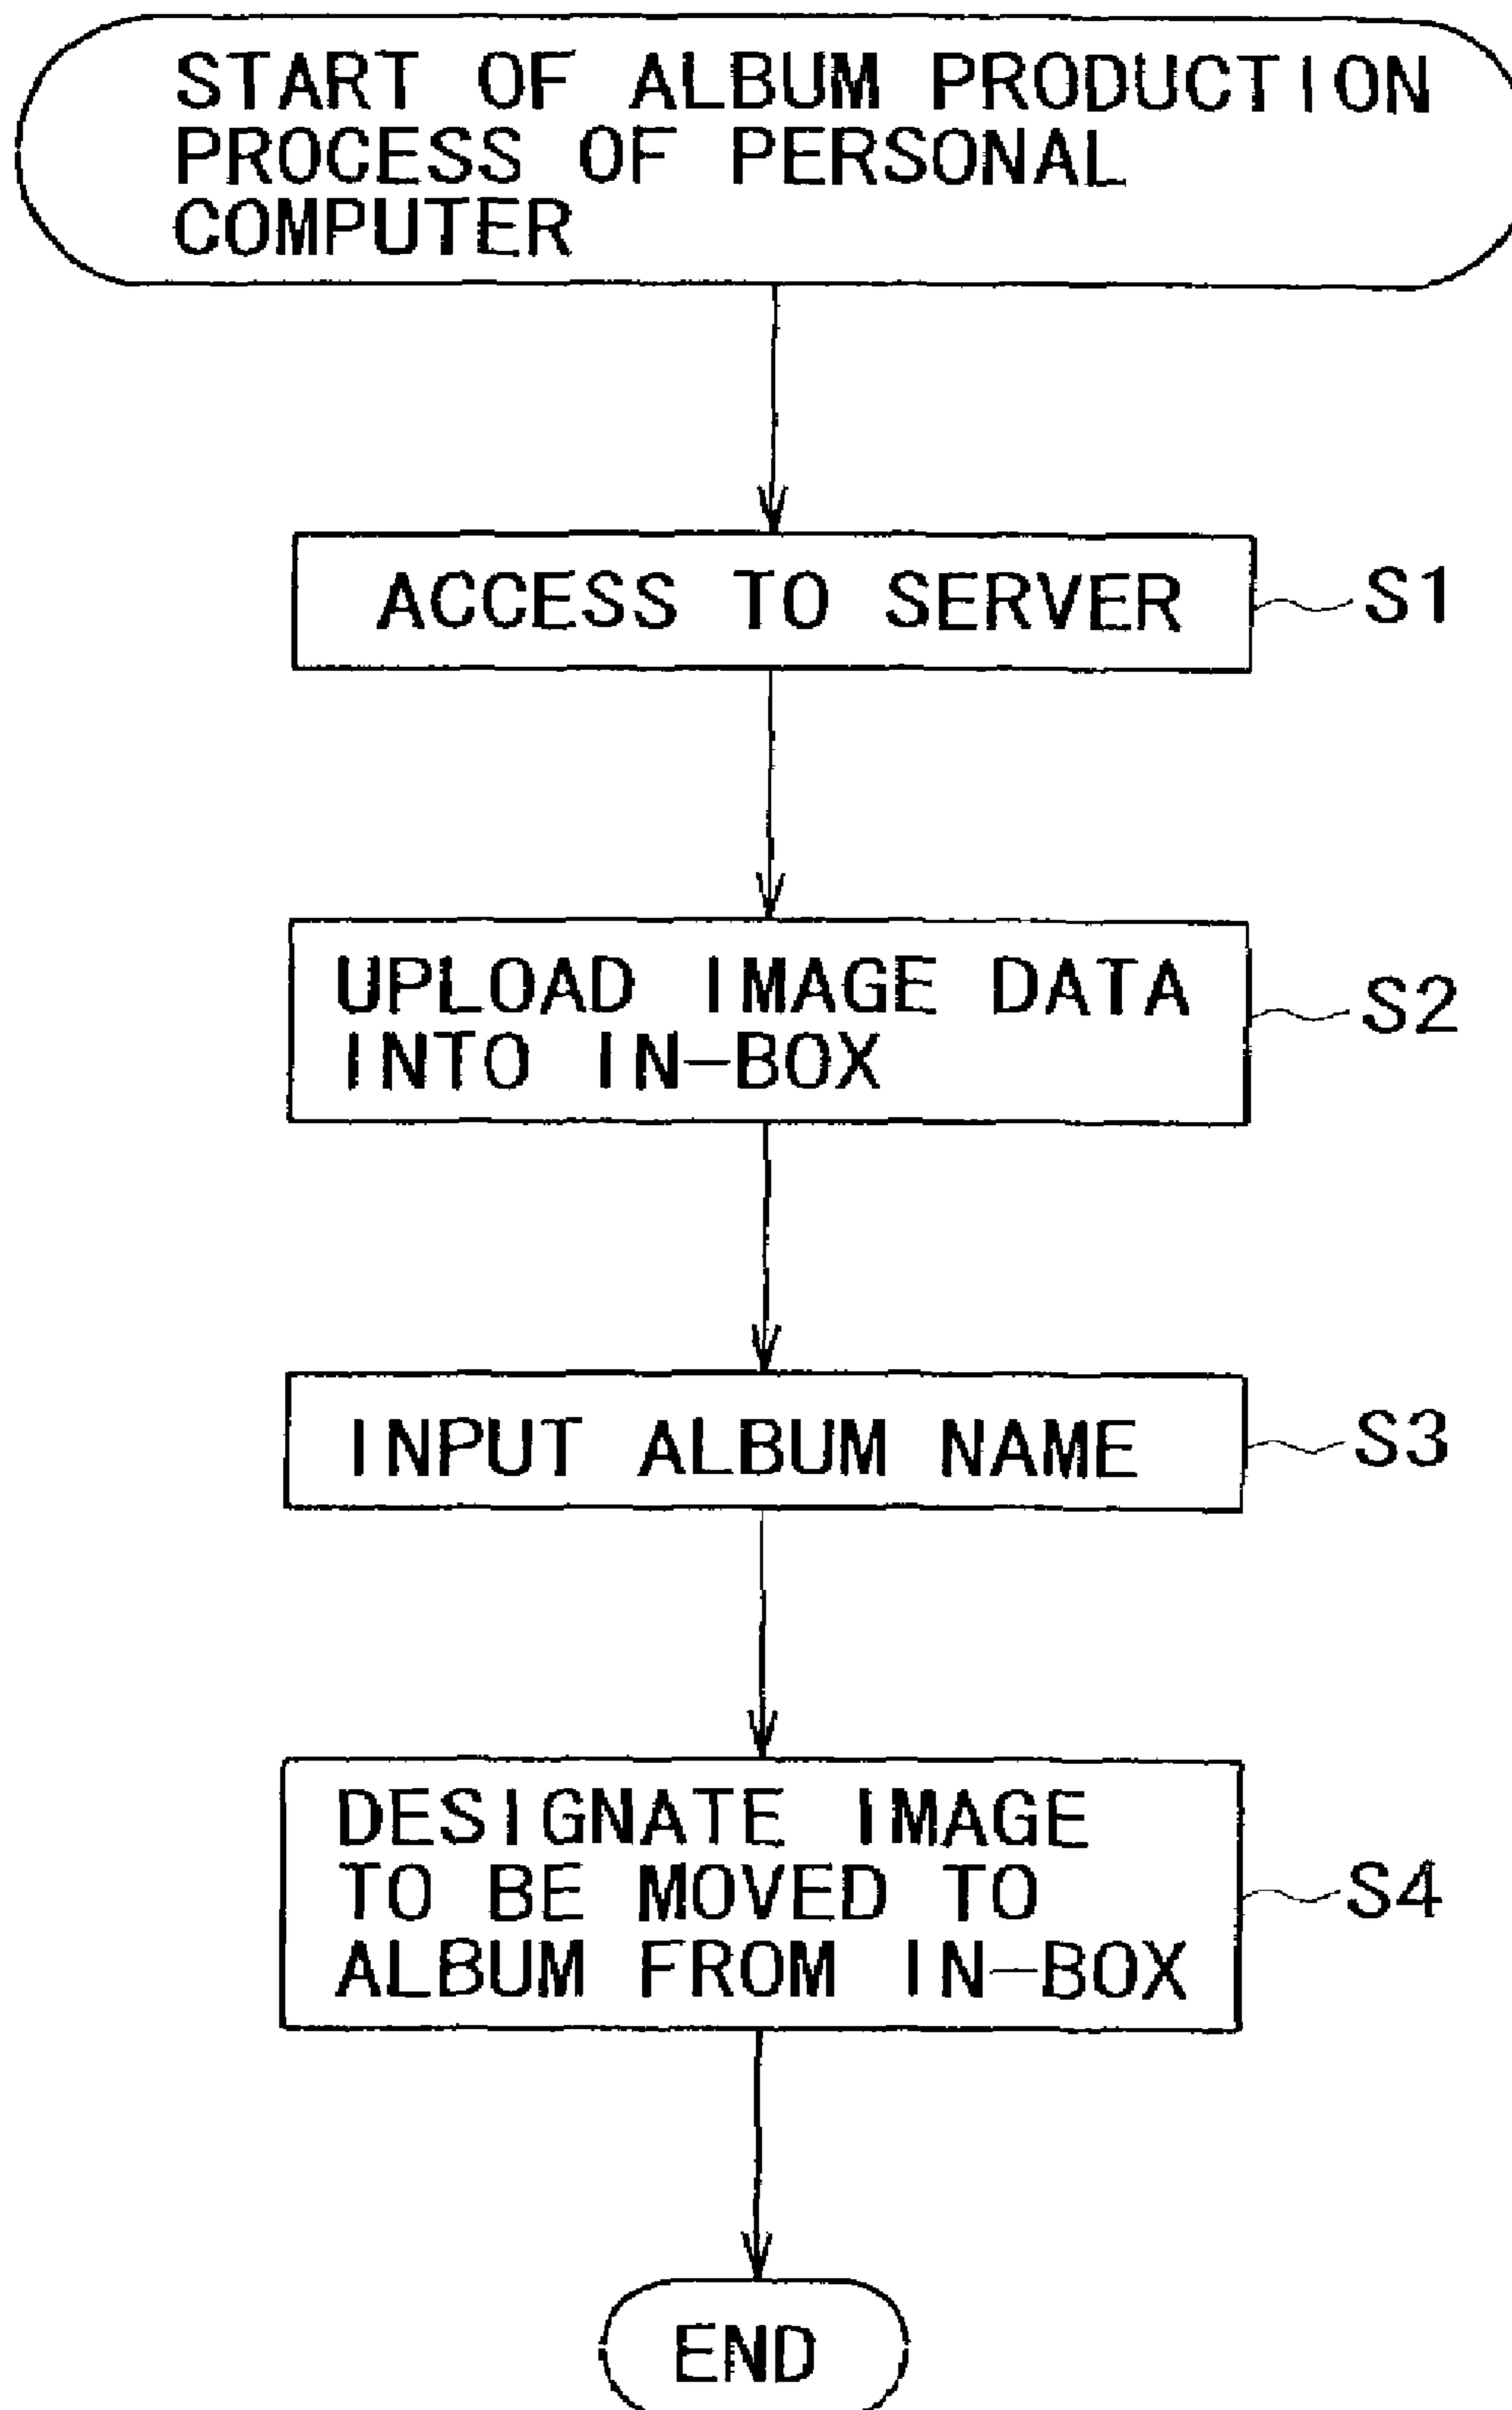 START OF ALBUM PRODUCTION
PROCESS OF PERSONAL
COMPUTER
ACCESS TO SERVER
S1
UPLOAD IMAGE DATA
INTO IN-BOX
S2
INPUT ALBUM NAME
S3
DESIGNATE IMAGE
TO BE MOVED TO
ALBUM FROM IN-BOX
S4
END